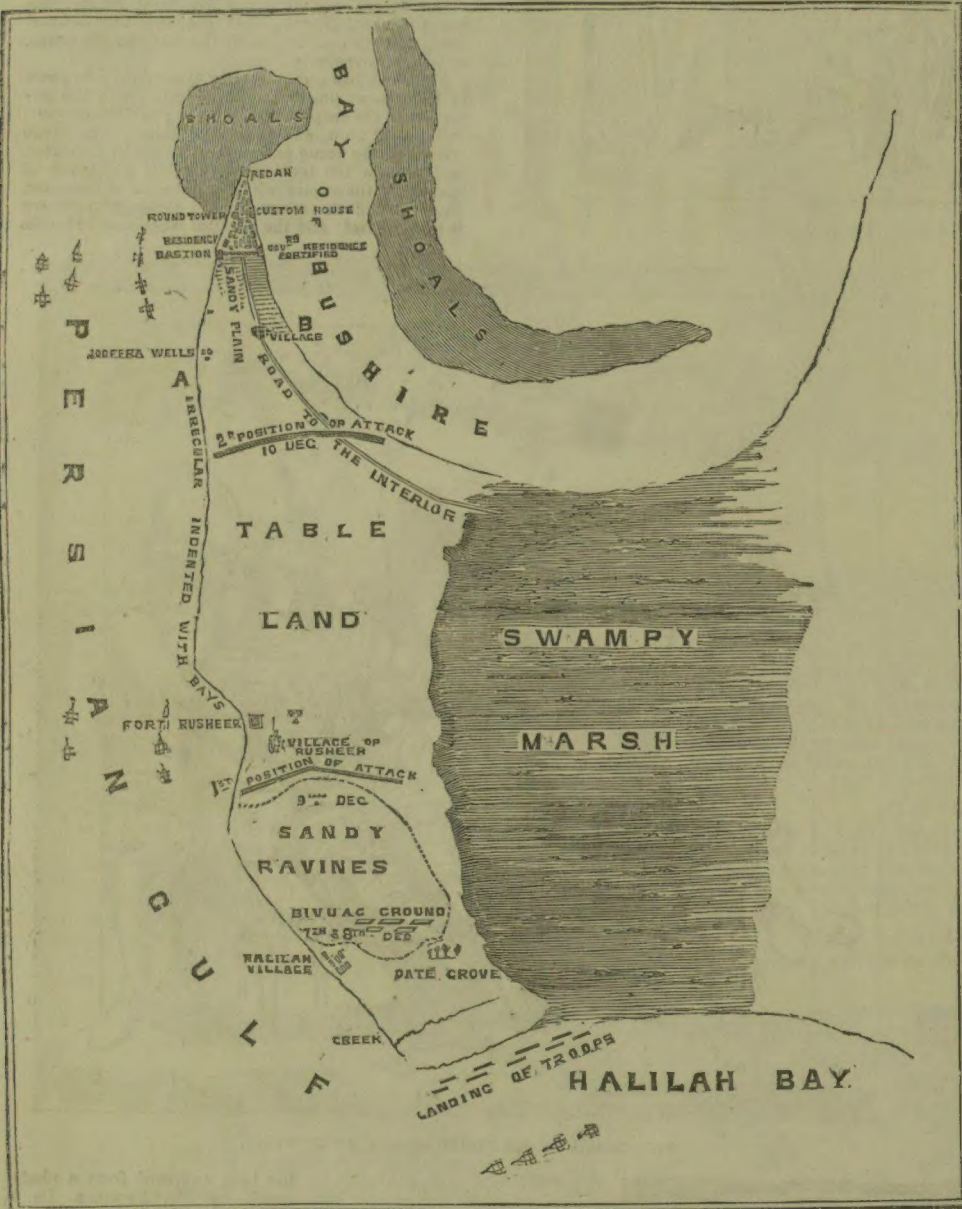 SHOALS
BAY OF BUSHIRE
SHOALS
REDAN
ROUND TOWER
CUSTOM HOUSE
RESIDENCY
BASTION
GOVRS RESIDENCE
FORTIFIED
SANDY PLAIN
B
VILLAGE
JOOFERA WELLS
A
ROAD TO THE INTERIOR
2D POSITION OF ATTACK
10 DEC.
IRREGULAR INDENTED WITH BAYS
PERSIAN GULF
TABLE
LAND
SWAMPY
MARSH
FORT RUSHEER
VILLAGE OF
RUSHEER
1ST POSITION OF ATTACK
9TH DEC
SANDY
RAVINES
BIVUAC GROUND
7TH & 8TH DEC
HALILAH
VILLAGE
DATE GROVE
CREEK
LANDING OF TROOPS
HALILAH BAY.